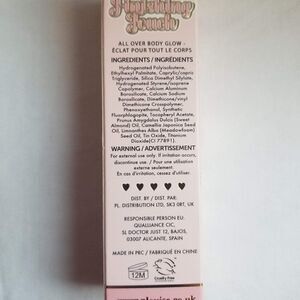 Finishing
Touch
ALL OVER BODY GLOW -
ÉCLAT POUR TOUT LE CORPS
INGREDIENTS / INGRÉDIENTS
Hydrogenated Polyisobutene,
Ethylhexyl Palmitate, Caprylic/capric
Triglyceride, Silica Dimethyl Silylate,
Hydrogenated Styrene/isoprene
Copolymer, Calcium Aluminum
Borosilicate, Calcium Sodium
Borosilicate, Dimethicone/vinyl
Dimethicone Crosspolymer,
Phenoxyethanol, Synthetic
Fluorphlogopite, Tocopheryl Acetate,
Prunus Amygdalus Dulcis (Sweet
Almond) Oil, Camellia Japonica Seed
Oil, Limnanthes Alba (Meadowfoam)
Seed Oil, Tin Oxide, Titanium
Dioxide(CI 77891).
WARNING / ADVERTISSEMENT
For external use only. If irritation occurs,
discontinue use / Pour une utilisation
externe seulement.
En cas d'irritation, cessez d'utiliser.
DIST. BY / DIST. PAR:
PL DISTRIBUTION LTD, SK3 0RT, UK
RESPONSIBLE PERSON EU:
QUALLIANCE CIC,
SL DOCTOR JUST 12, BAJOS,
03007 ALICANTE, SPAIN
MADE IN PRC / FABRIQUÉ EN CHINE
12M
Cruelty Free